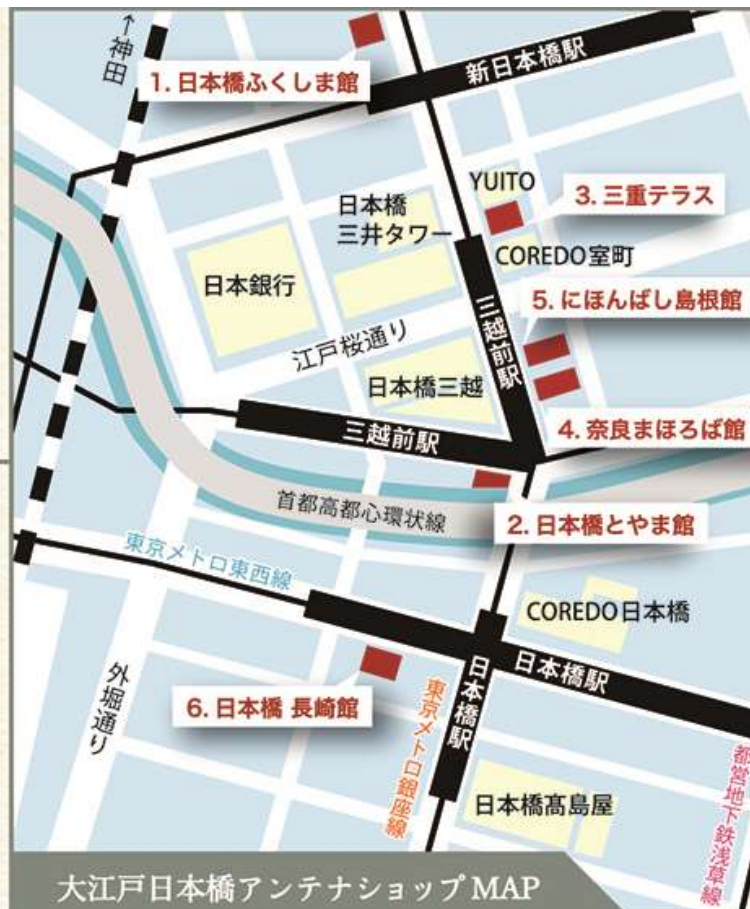 ↑神田
1. 日本橋ふくしま館
新日本橋駅
YUITO
3. 三重テラス
日本橋
三井タワー
COREDO室町
日本銀行
5. にほんばし島根館
江戸桜通り
三越前駅
日本橋三越
4. 奈良まほろば館
三越前駅
首都高都心環状線
2. 日本橋とやま館
東京メトロ東西線
COREDO日本橋
日本橋駅
外堀通り
6. 日本橋 長崎館
日本橋駅
東京メトロ銀座線
都営地下鉄浅草線
日本橋髙島屋
大江戸日本橋アンテナショップ MAP